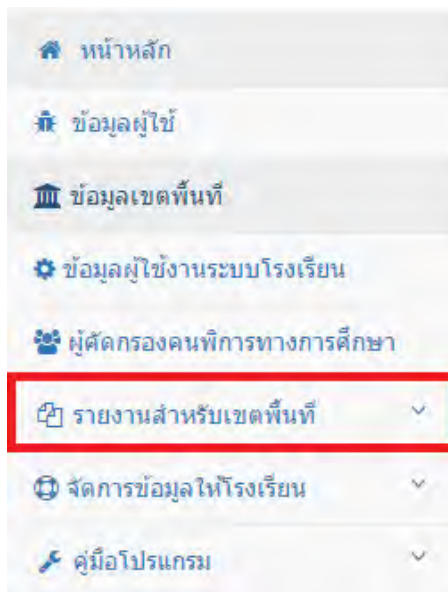 หน้าหลัก
ข้อมูลผู้ใช้
ข้อมูลเขตพื้นที่
ข้อมูลผู้ใช้งานระบบโรงเรียน
ผู้คัดกรองคนพิการทางการศึกษา
รายงานสำหรับเขตพื้นที่
จัดการข้อมูลให้โรงเรียน
คู่มือโปรแกรม